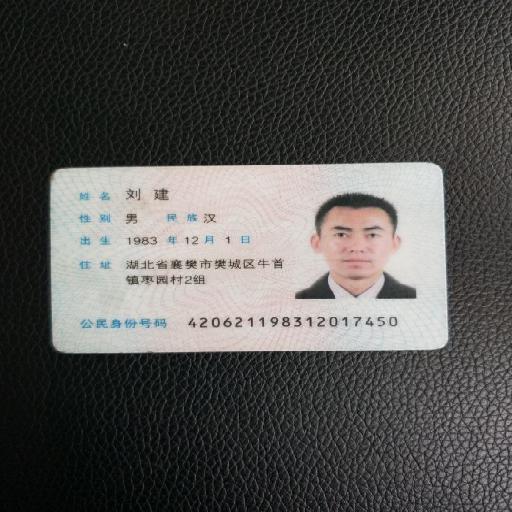 姓名 刘建
性别 男 民族 汉
出生 1983 年 12 月 1 日
住址 湖北省襄樊市樊城区牛首
镇枣园村2组
公民身份号码 420621198312017450